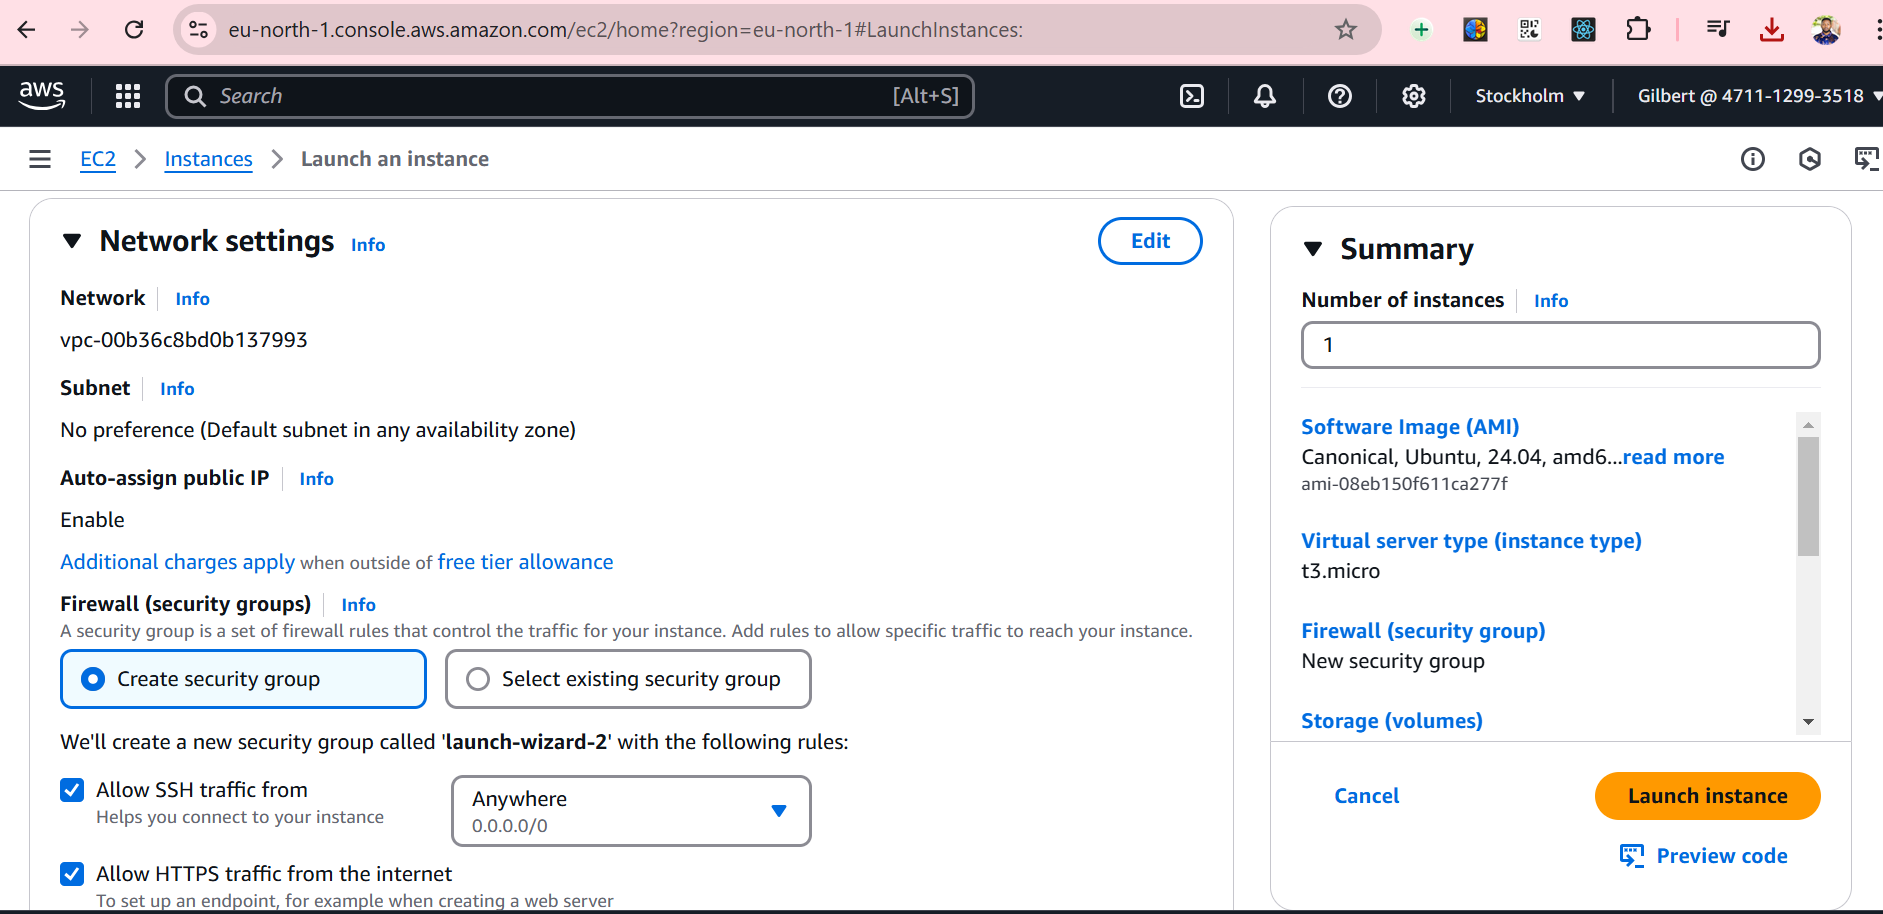 eu-north-1.console.aws.amazon.com/ec2/home?region=eu-north-1#LaunchInstances:
aws
Search
[Alt+S]
Stockholm
Gilbert @ 4711-1299-3518
EC2
Instances
Launch an instance
Network settings Info
Edit
Network Info
vpc-00b36c8bd0b137993
Subnet Info
No preference (Default subnet in any availability zone)
Auto-assign public IP Info
Enable
Additional charges apply when outside of free tier allowance
Firewall (security groups) Info
A security group is a set of firewall rules that control the traffic for your instance. Add rules to allow specific traffic to reach your instance.
Create security group
Select existing security group
We'll create a new security group called 'launch-wizard-2' with the following rules:
Allow SSH traffic from
Helps you connect to your instance
Anywhere
0.0.0.0/0
Allow HTTPS traffic from the internet
To set up an endpoint, for example when creating a web server
Summary
Number of instances Info
1
Software Image (AMI)
Canonical, Ubuntu, 24.04, amd6...read more
ami-08eb150f611ca277f
Virtual server type (instance type)
t3.micro
Firewall (security group)
New security group
Storage (volumes)
Cancel
Launch instance
Preview code